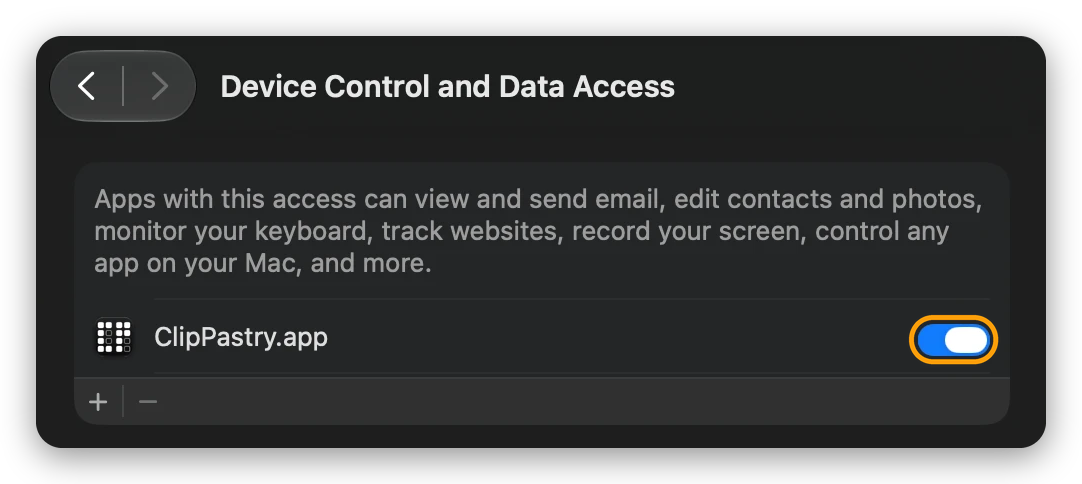 Device Control and Data Access
Apps with this access can view and send email, edit contacts and photos,
monitor your keyboard, track websites, record your screen, control any
app on your Mac, and more.
ClipPastry.app